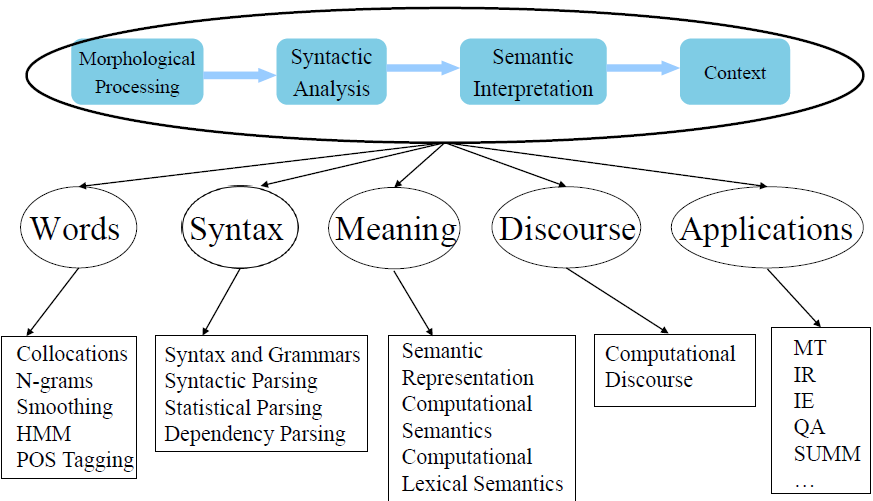 Morphological
Processing
Syntactic
Analysis
Semantic
Interpretation
Context
Words
Syntax
Meaning
Discourse
Applications
Collocations
N-grams
Smoothing
HMM
POS Tagging
Syntax and Grammars
Syntactic Parsing
Statistical Parsing
Dependency Parsing
Semantic
Representation
Computational
Semantics
Computational
Lexical Semantics
Computational
Discourse
MT
IR
IE
QA
SUMM
…